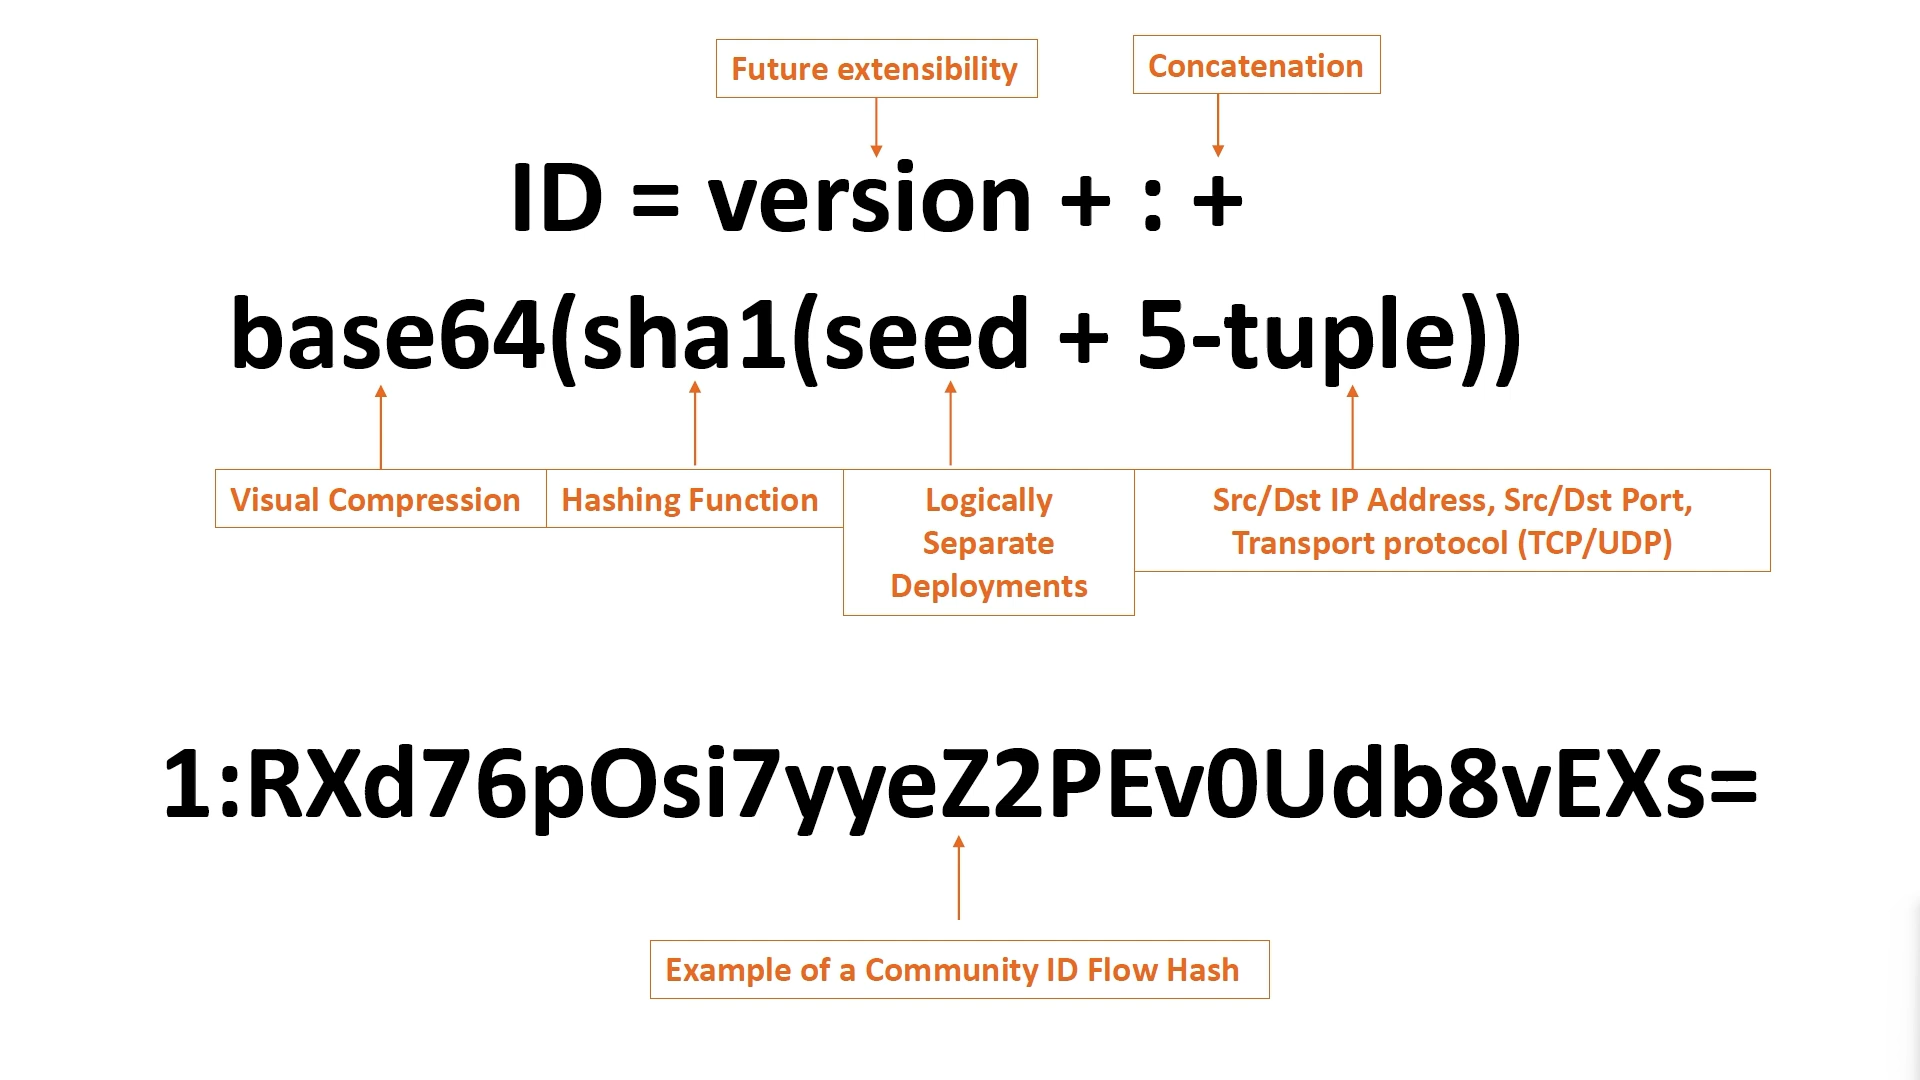 Future extensibility
Concatenation
ID = version + : +
base64(sha1(seed + 5-tuple))
Visual Compression
Hashing Function
Logically
Separate
Deployments
Src/Dst IP Address, Src/Dst Port,
Transport protocol (TCP/UDP)
1:RXd76pOsi7yyeZ2PEv0Udb8vEXs=
Example of a Community ID Flow Hash